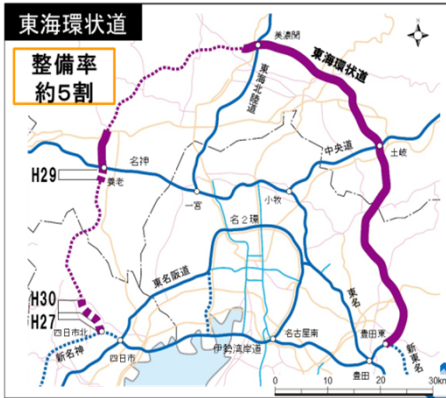 東海環状道
整備率
約5割
美濃関
東海環状道
東海北陸道
中央道
土岐
H29
名神
養老
一宮
小牧
名2環
東名阪道
東名
H30
H27
四日市北
新名神
四日市
伊勢湾岸道
名古屋南
豊田東
新東名
豊田
0 10 20 30km